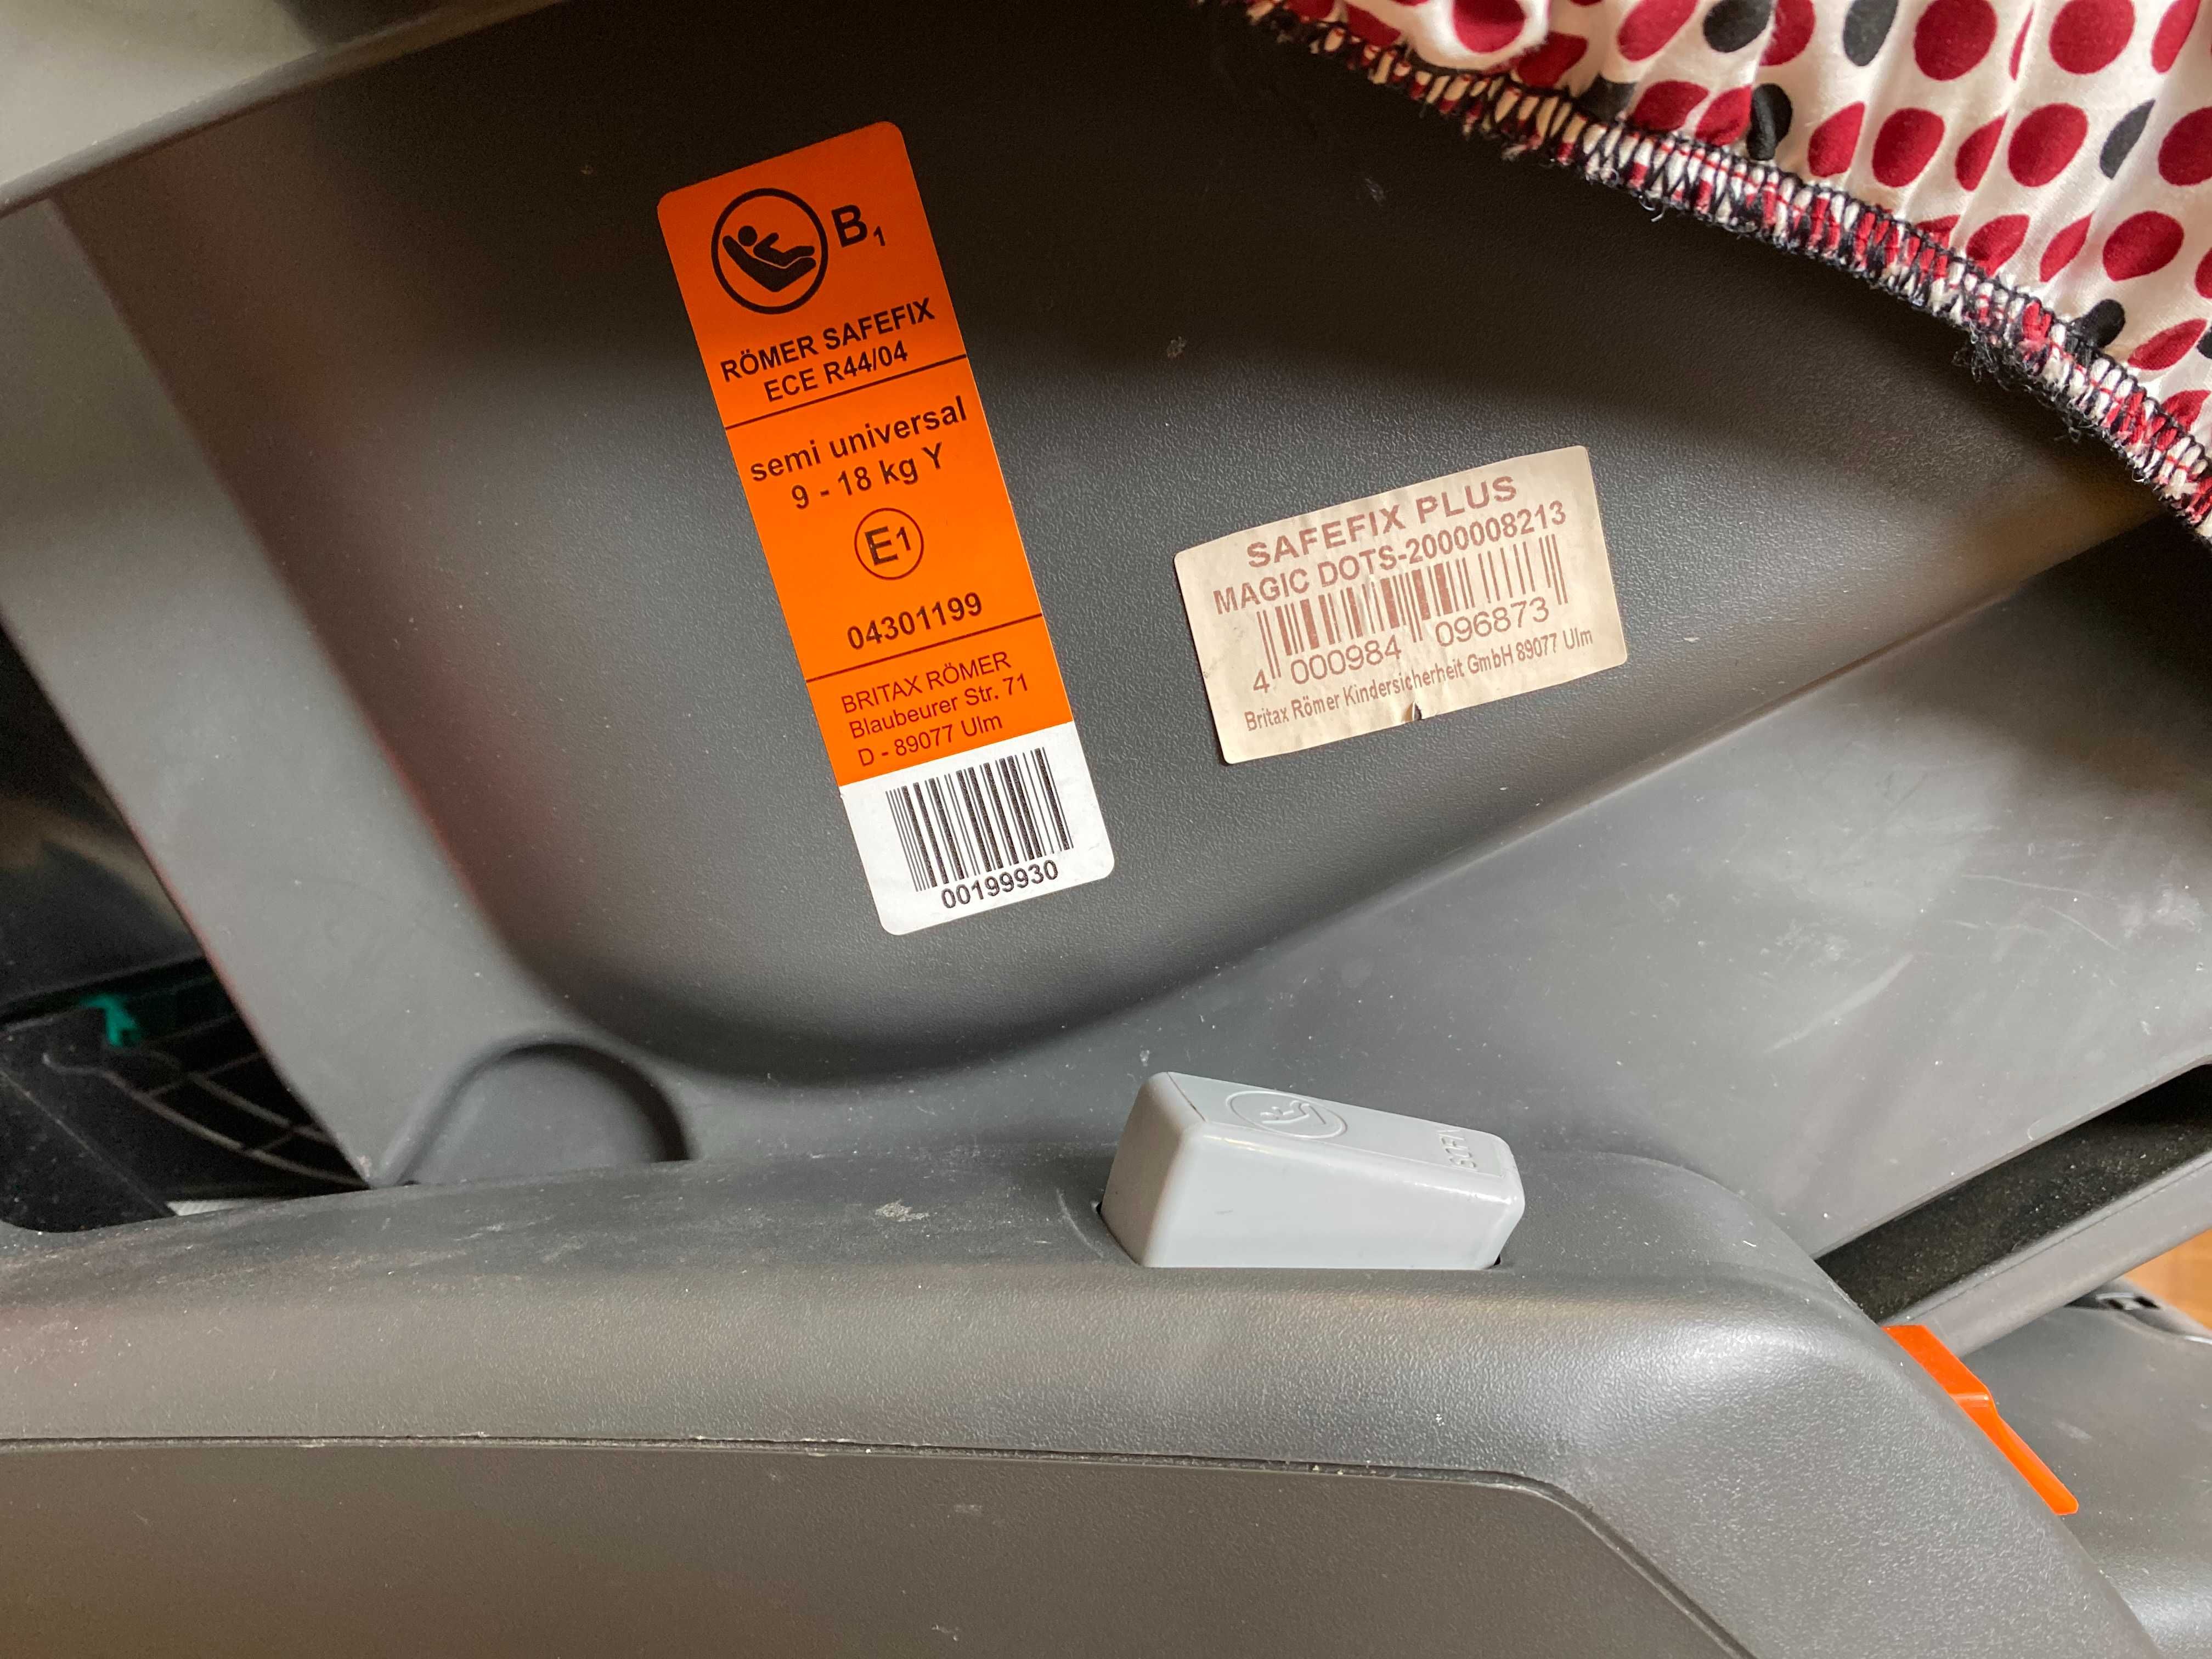 B1
RÖMER SAFEFIX
ECE R44/04
semi universal
9 - 18 kg Y
E1
04301199
BRITAX RÖMER
Blaubeurer Str. 71
D - 89077 Ulm
00199930
SAFEFIX PLUS
MAGIC DOTS-2000008213
4 000984 096873
Britax Römer Kindersicherheit GmbH 89077 Ulm